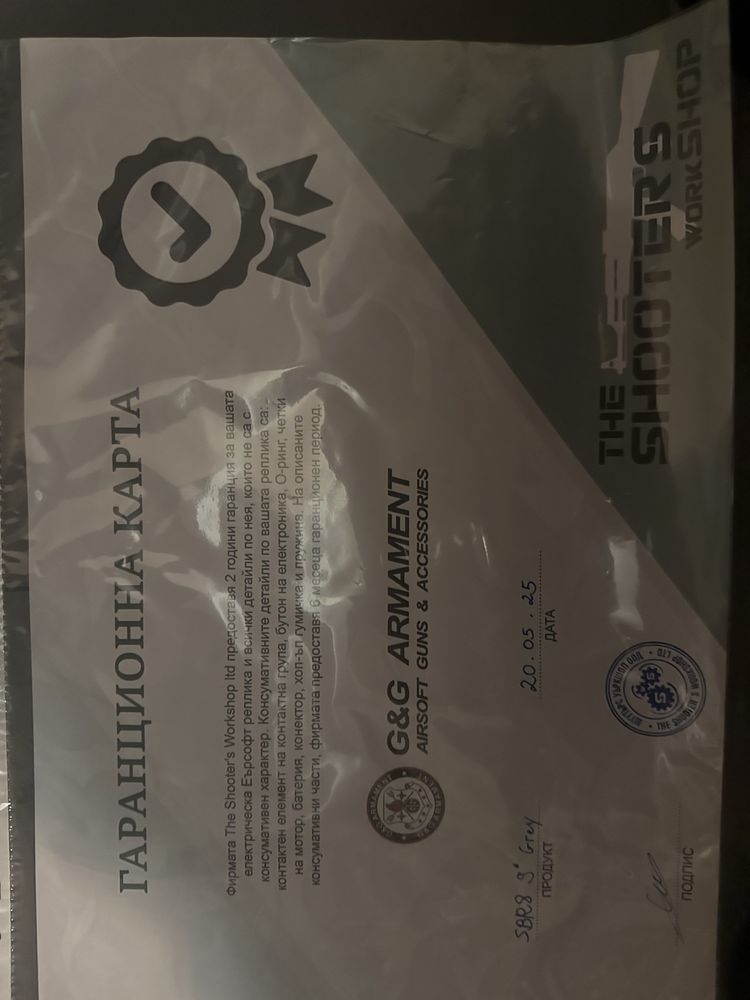 ГАРАНЦИОННА КАРТА
Фирмата The Shooter's Workshop ltd предоставя 2 години гаранция за вашата
електрическа Еърсофт реплика и всички детайли по нея, които не са с
консумативен характер. Консумативните детайли по вашата реплика са:
контактен елемент на контактна група, бутон на електроника, О-ринг, четки
на мотор, батерия, конектор, хоп-ъп гумичка и пружина. На описаните
консумативни части, фирмата предоставя 6 месеца гаранционен период.
G&G ARMAMENT
AIRSOFT GUNS & ACCESSORIES
SBR8 9" Grey
ПРОДУКТ
20.05.25
ДАТА
ПОДПИС
THE
SHOOTER'S
WORKSHOP